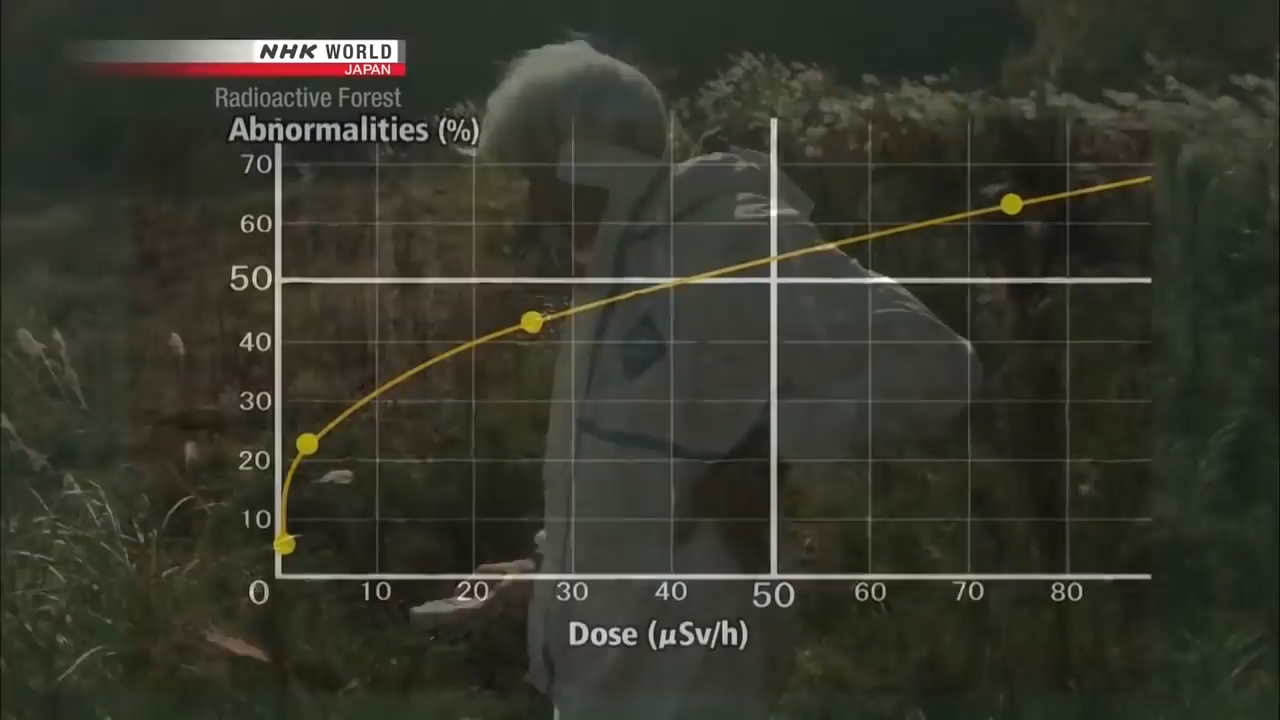 NHK WORLD
JAPAN
Radioactive Forest
Abnormalities (%)
70
60
50
40
30
20
10
0 10 20 30 40 50 60 70 80
Dose (μSv/h)